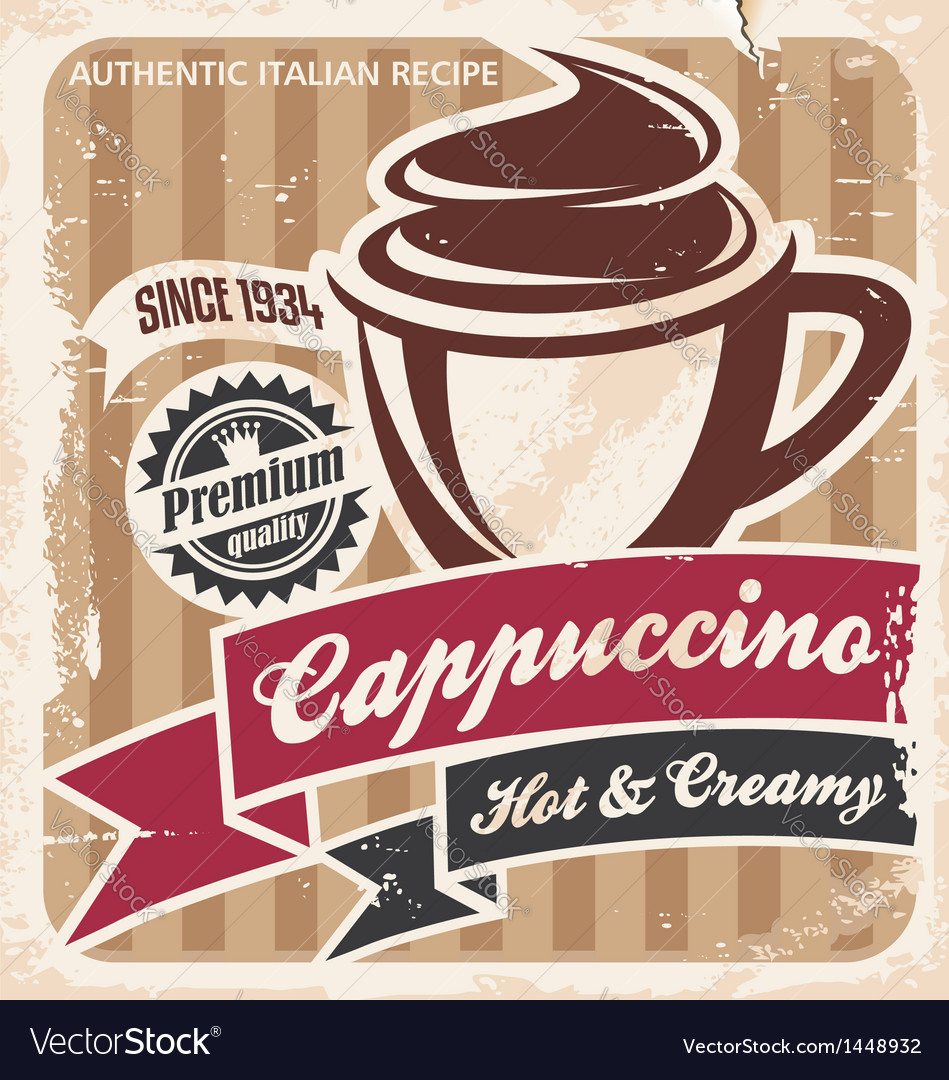 AUTHENTIC ITALIAN RECIPE
SINCE 1934
Premium
quality
Cappuccino
Hot & Creamy
VectorStock®
VectorStock.com/1448932